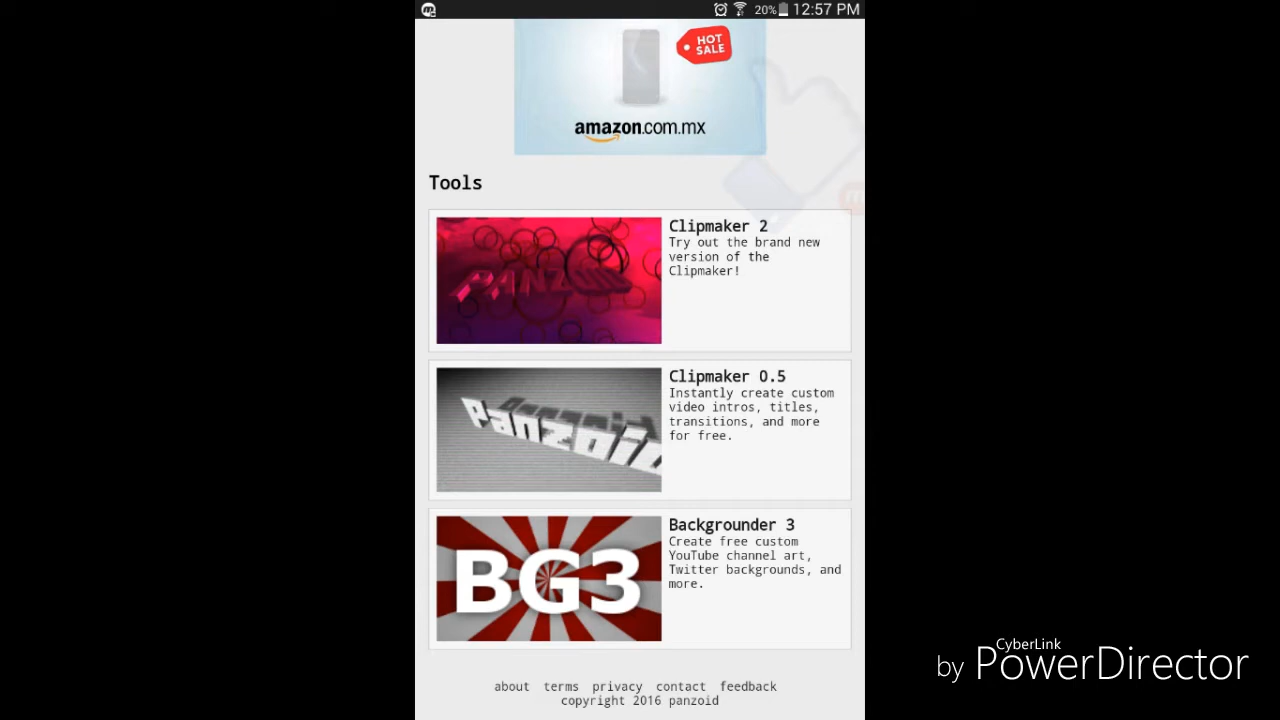 20% 12:57 PM
HOT
SALE
amazon.com.mx
Tools
PANZOID
Clipmaker 2
Try out the brand new
version of the
Clipmaker!
Panzoid
Clipmaker 0.5
Instantly create custom
video intros, titles,
transitions, and more
for free.
BG3
Backgrounder 3
Create free custom
YouTube channel art,
Twitter backgrounds, and
more.
about terms privacy contact feedback
copyright 2016 panzoid
CyberLink
by PowerDirector